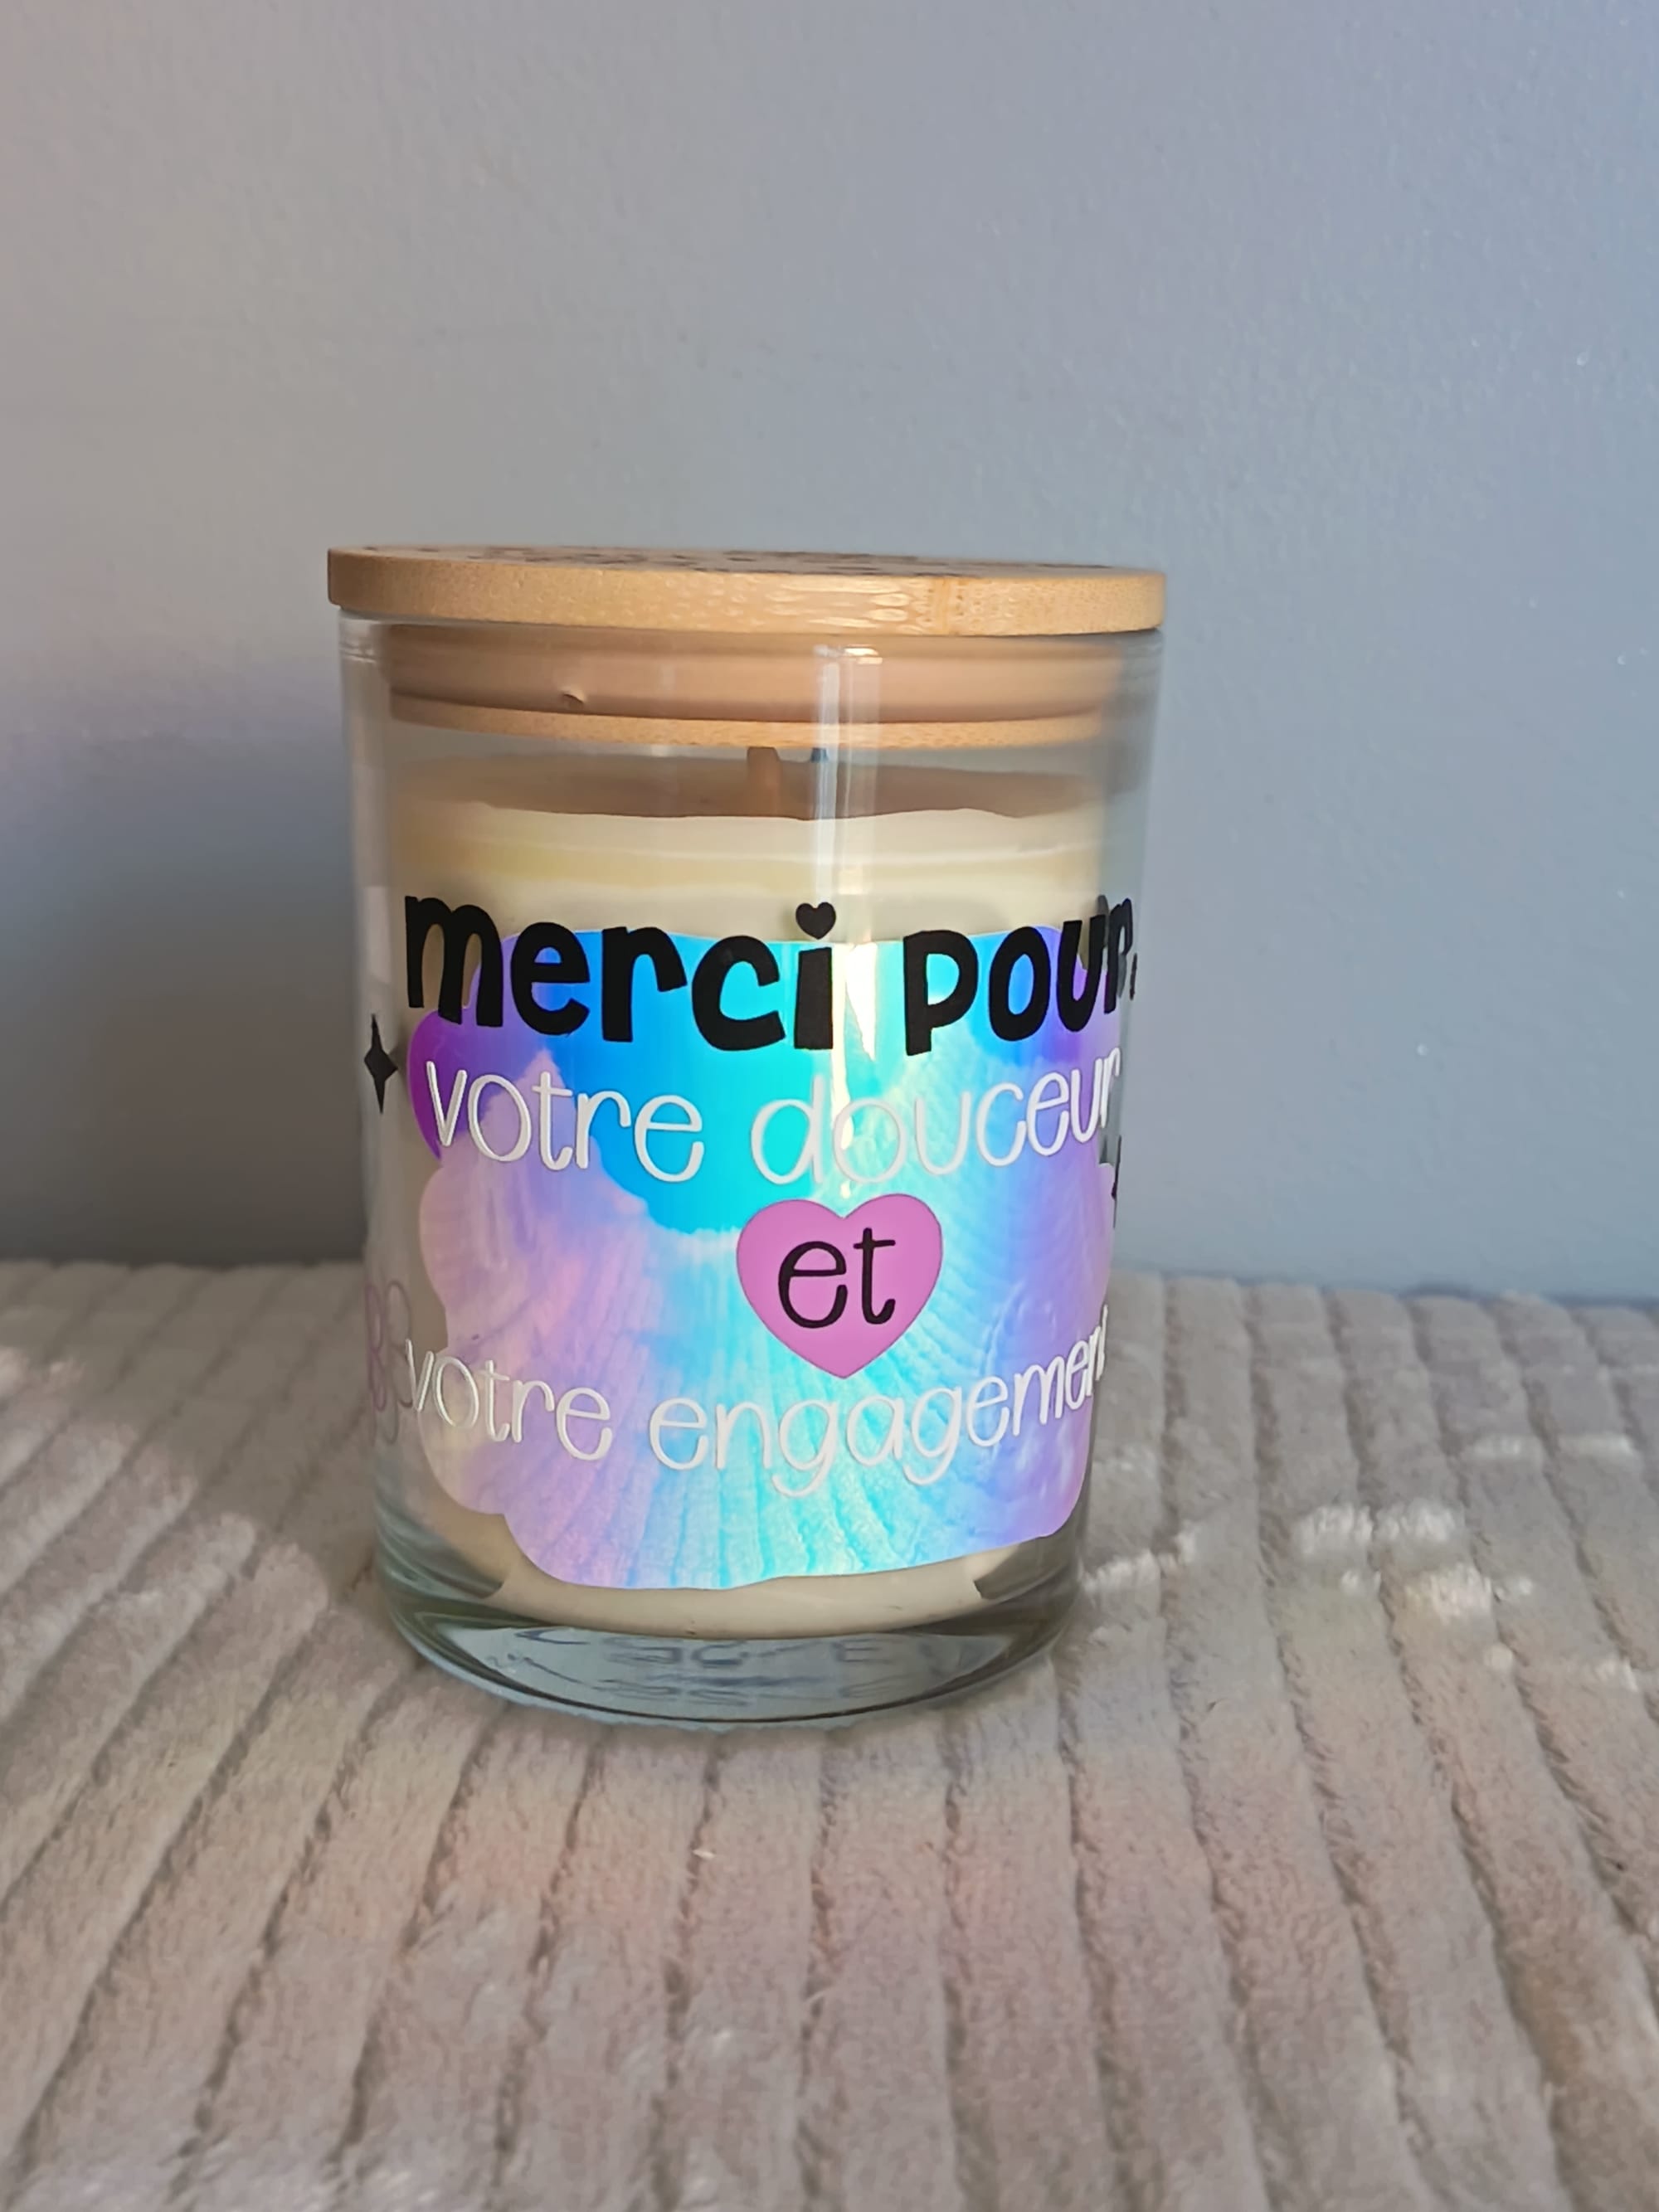 merci pour
votre douceur
et
votre engagement